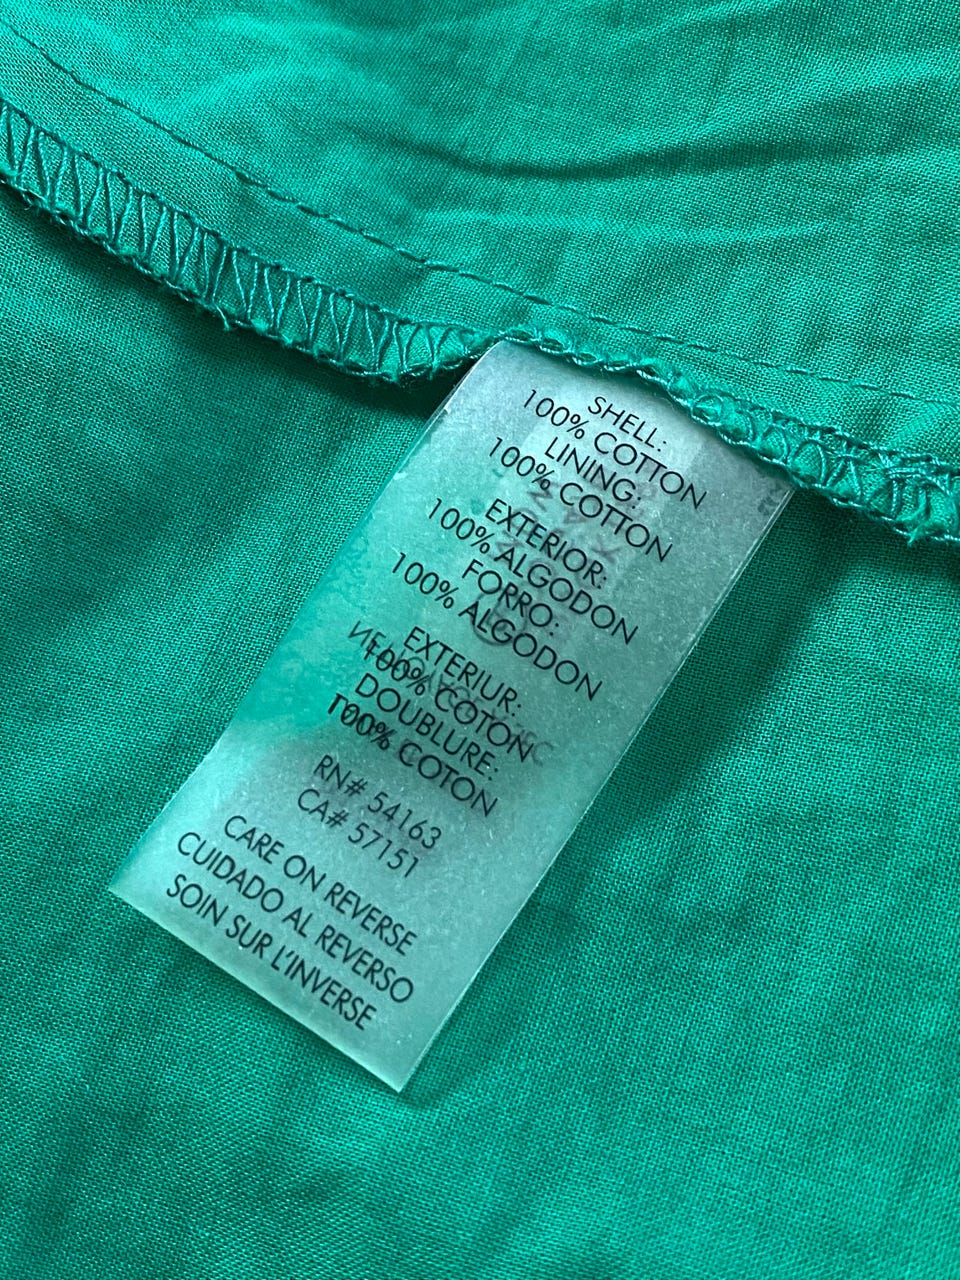 SHELL:
100% COTTON
LINING:
100% COTTON
EXTERIOR:
100% ALGODON
FORRO:
100% ALGODON
EXTERIUR:
100% COTON
DOUBLURE:
100% COTON
RN# 54163
CA# 57151
CARE ON REVERSE
CUIDADO AL REVERSO
SOIN SUR L'INVERSE